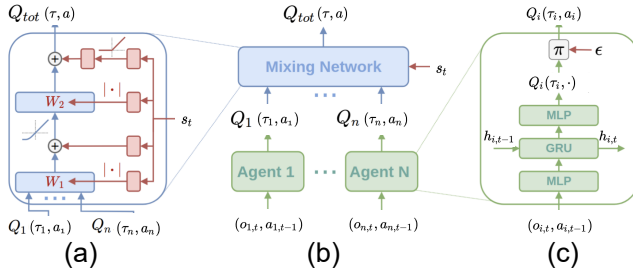 Q_{tot} (τ, a)
W_2
|·|
s_t
W_1
|·|
Q_1 (τ_1, a_1)
Q_n (τ_n, a_n)
(a)
Q_{tot} (τ, a)
Mixing Network
s_t
...
Q_1 (τ_1, a_1)
Q_n (τ_n, a_n)
Agent 1
...
Agent N
(o_{1,t}, a_{1,t-1})
(o_{n,t}, a_{n,t-1})
(b)
Q_i(τ_i, a_i)
π
ϵ
Q_i(τ_i, ·)
MLP
h_{i,t-1}
GRU
h_{i,t}
MLP
(o_{i,t}, a_{i,t-1})
(c)